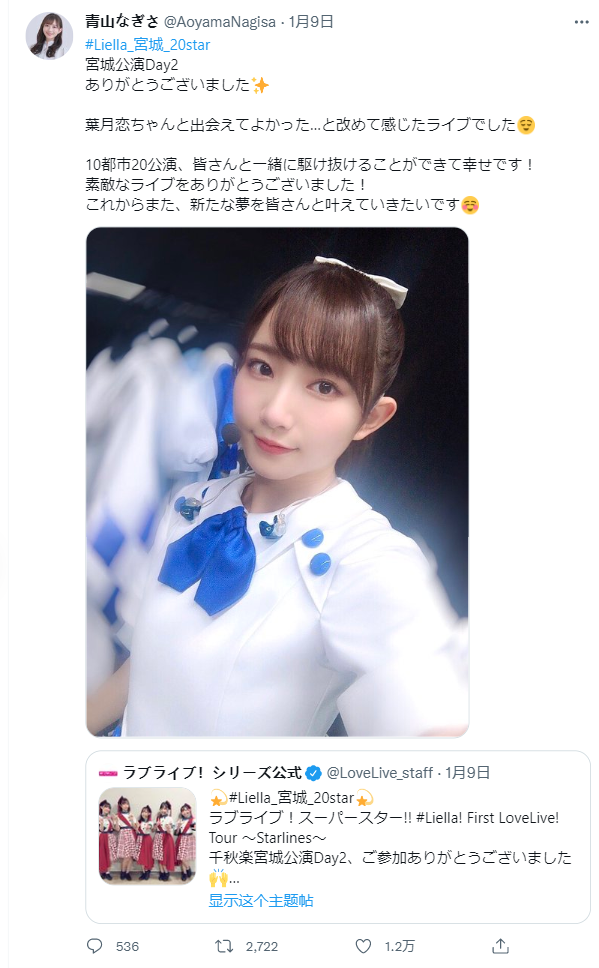 青山なぎさ @AoyamaNagisa · 1月9日
#Liella_宮城_20star
宮城公演Day2
ありがとうございました✨
葉月恋ちゃんと出会えてよかった…と改めて感じたライブでした😌
10都市20公演、皆さんと一緒に駆け抜けることができて幸せです！
素敵なライブをありがとうございました！
これからまた、新たな夢を皆さんと叶えていきたいです☺️
ラブライブ！シリーズ公式 @LoveLive_staff · 1月9日
💫#Liella_宮城_20star💫
ラブライブ！スーパースター!! #Liella! First LoveLive!
Tour ～Starlines～
千秋楽宮城公演Day2、ご参加ありがとうございました
🙌…
显示这个主题帖
536 2,722 1.2万